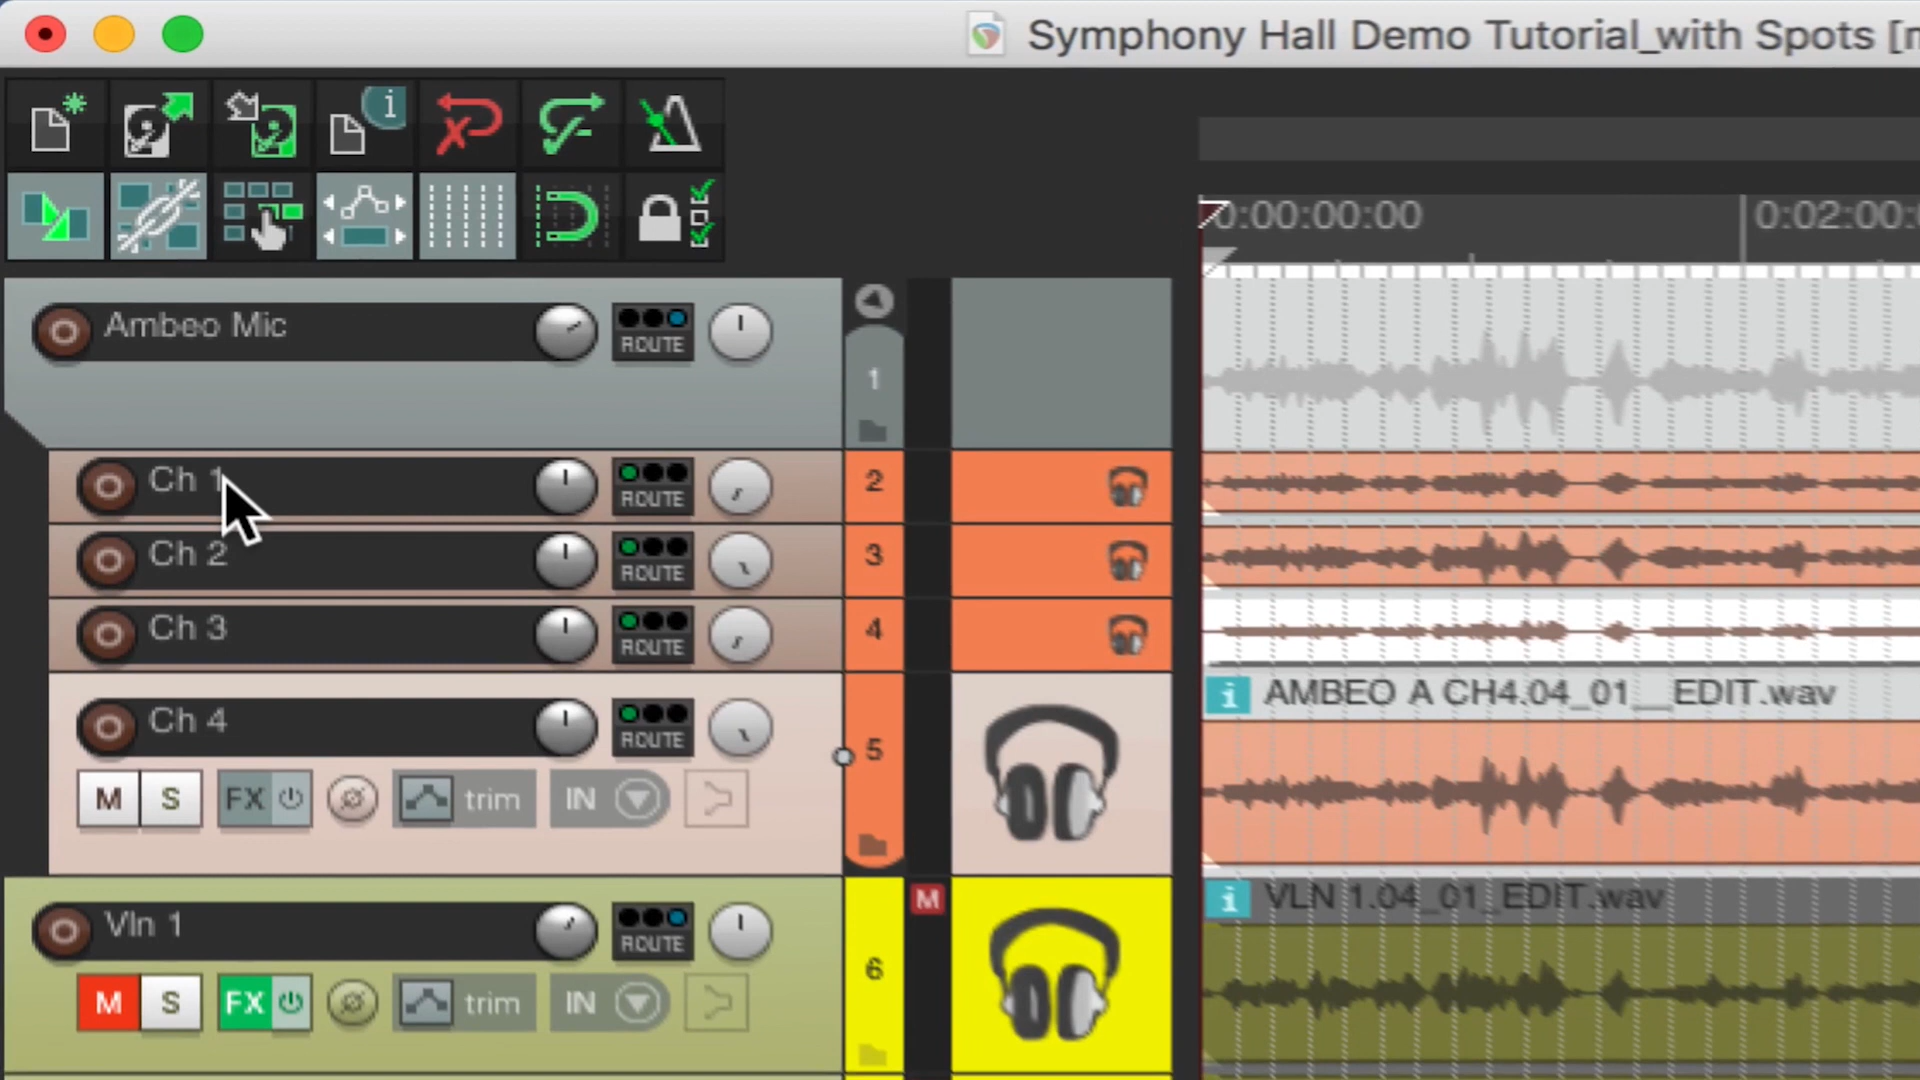 Symphony Hall Demo Tutorial_with Spots [
0:00:00:00
0:02:00:
Ambeo Mic
ROUTE
1
Ch 1
ROUTE
2
Ch 2
ROUTE
3
Ch 3
ROUTE
4
AMBEO A CH4.04_01__EDIT.wav
Ch 4
ROUTE
5
M S FX trim IN
VLN 1.04_01_EDIT.wav
M
Vln 1
ROUTE
6
M S FX trim IN